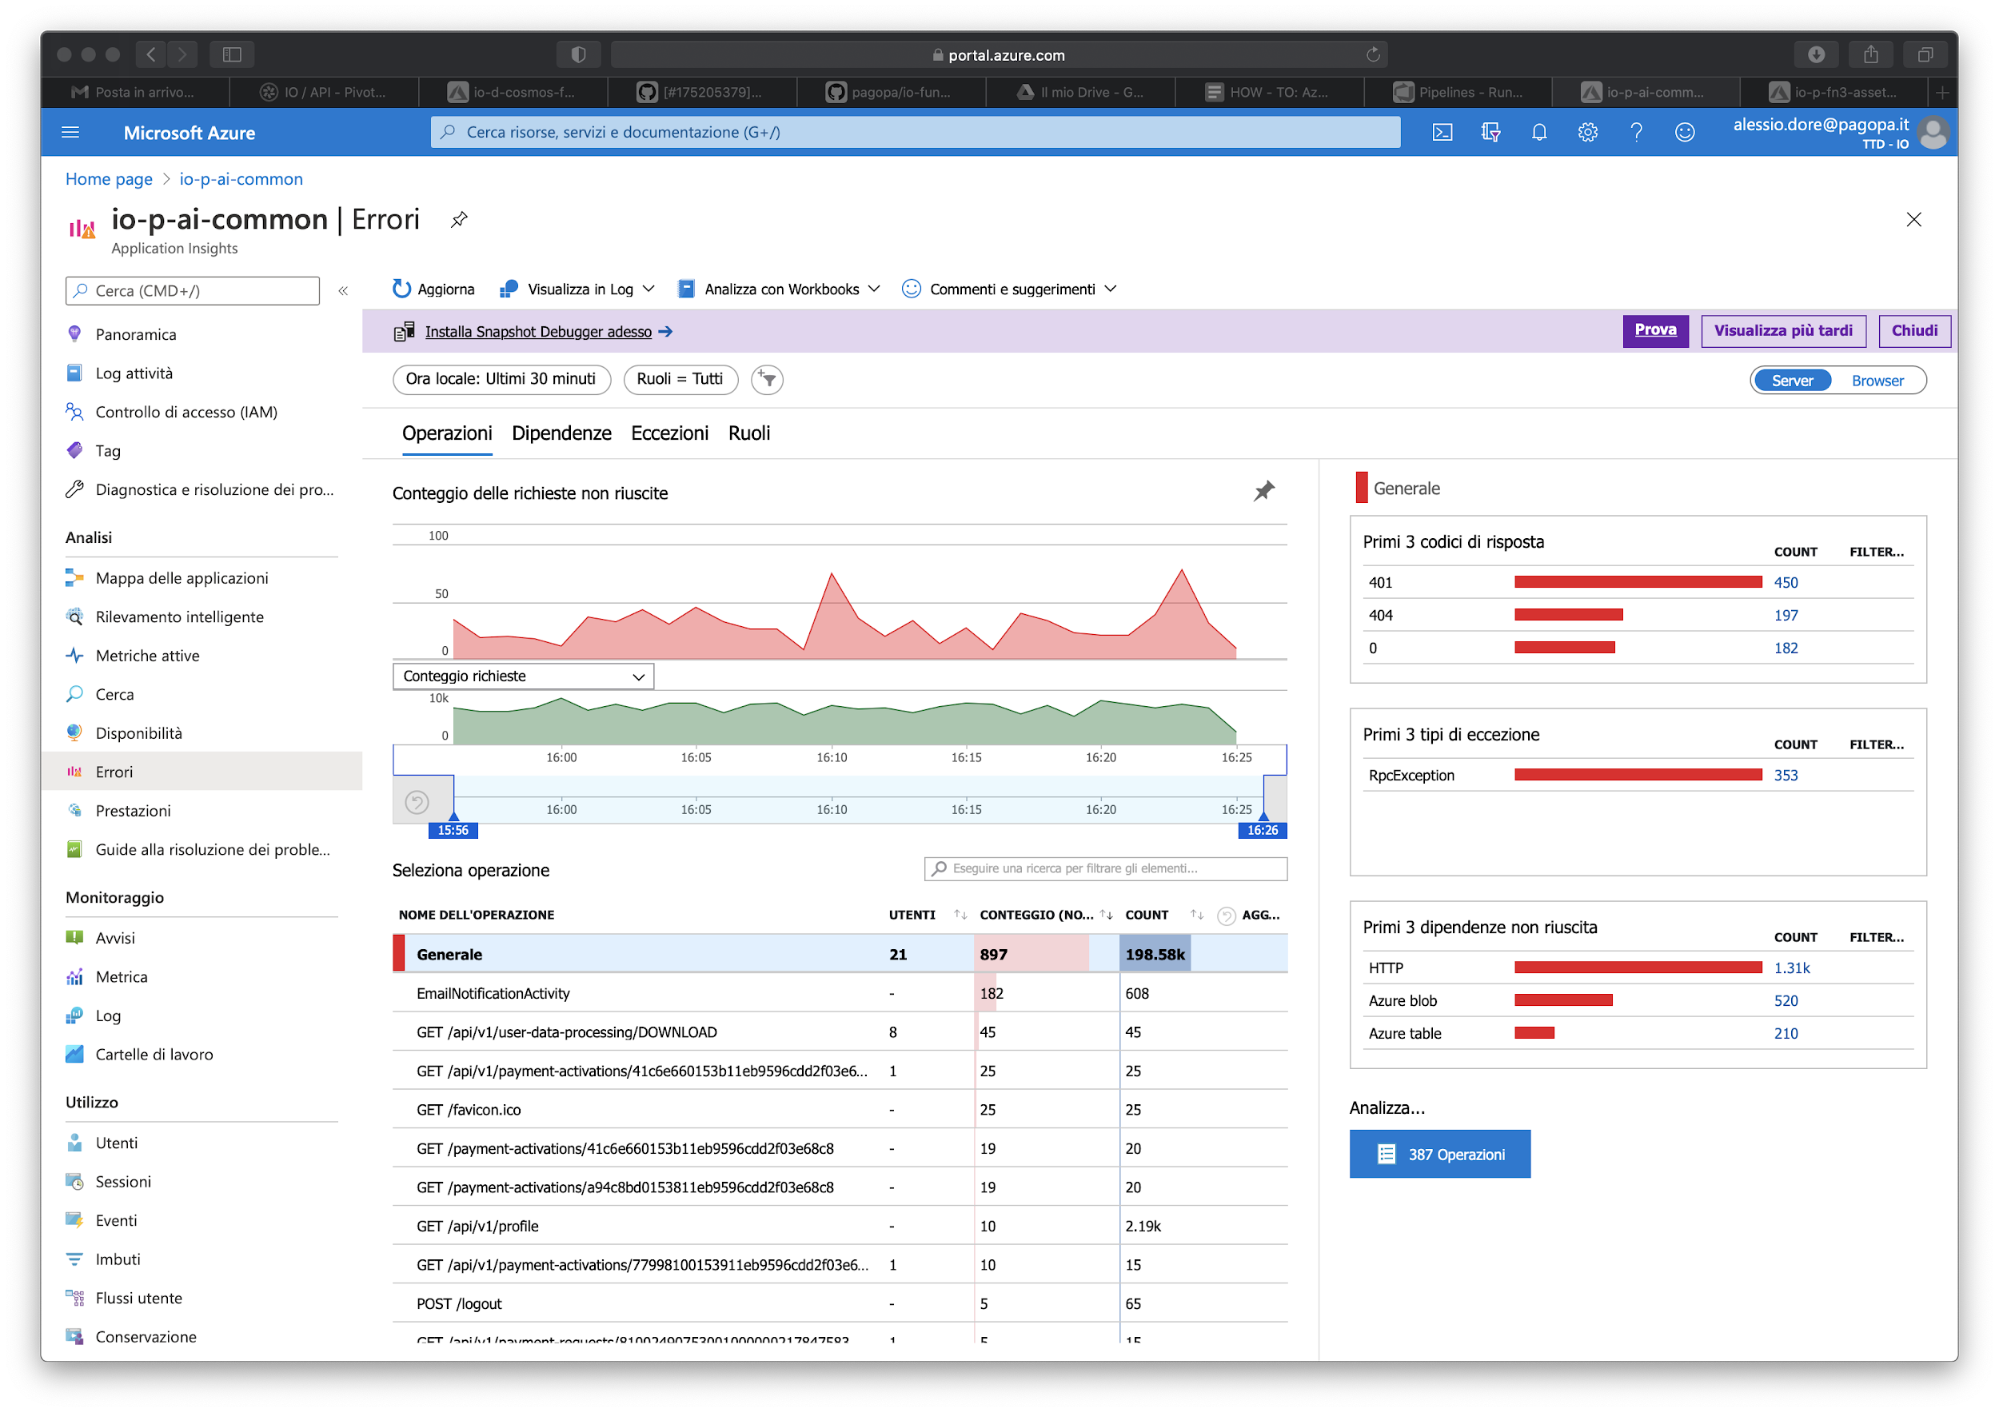 portal.azure.com
Posta in arrivo...
IO / API - Pivot...
io-d-cosmos-f...
[#175205379]...
pagopa/io-fun...
Il mio Drive - G...
HOW - TO: Az...
Pipelines - Run...
io-p-ai-comm...
io-p-fn3-asset...
Microsoft Azure
Cerca risorse, servizi e documentazione (G+/)
alessio.dore@pagopa.it
TTD - IO
Home page > io-p-ai-common
io-p-ai-common | Errori
Application Insights
Cerca (CMD+/)
«
Aggiorna
Visualizza in Log
Analizza con Workbooks
Commenti e suggerimenti
Installa Snapshot Debugger adesso →
Prova
Visualizza più tardi
Chiudi
Ora locale: Ultimi 30 minuti
Ruoli = Tutti
Server
Browser
Panoramica
Log attività
Controllo di accesso (IAM)
Tag
Diagnostica e risoluzione dei pro...
Analisi
Mappa delle applicazioni
Rilevamento intelligente
Metriche attive
Cerca
Disponibilità
Errori
Prestazioni
Guide alla risoluzione dei proble...
Monitoraggio
Avvisi
Metrica
Log
Cartelle di lavoro
Utilizzo
Utenti
Sessioni
Eventi
Imbuti
Flussi utente
Conservazione
Operazioni
Dipendenze
Eccezioni
Ruoli
Conteggio delle richieste non riuscite
100
50
0
Conteggio richieste
10k
0
16:00 16:05 16:10 16:15 16:20 16:25
16:00 16:05 16:10 16:15 16:20 16:25
15:56 16:26
Seleziona operazione
Eseguire una ricerca per filtrare gli elementi...
NOME DELL'OPERAZIONE UTENTI CONTEGGIO (NO... COUNT AGG...
Generale 21 897 198.58k
EmailNotificationActivity - 182 608
GET /api/v1/user-data-processing/DOWNLOAD 8 45 45
GET /api/v1/payment-activations/41c6e660153b11eb9596cdd2f03e6... 1 25 25
GET /favicon.ico - 25 25
GET /payment-activations/41c6e660153b11eb9596cdd2f03e68c8 - 19 20
GET /payment-activations/a94c8bd0153811eb9596cdd2f03e68c8 - 19 20
GET /api/v1/profile - 10 2.19k
GET /api/v1/payment-activations/77998100153911eb9596cdd2f03e6... 1 10 15
POST /logout - 5 65
GET /api/v1/payment-requests/81002490753001000000217847583 1 5 15
Generale
Primi 3 codici di risposta
COUNT FILTER...
401 450
404 197
0 182
Primi 3 tipi di eccezione
COUNT FILTER...
RpcException 353
Primi 3 dipendenze non riuscita
COUNT FILTER...
HTTP 1.31k
Azure blob 520
Azure table 210
Analizza...
387 Operazioni